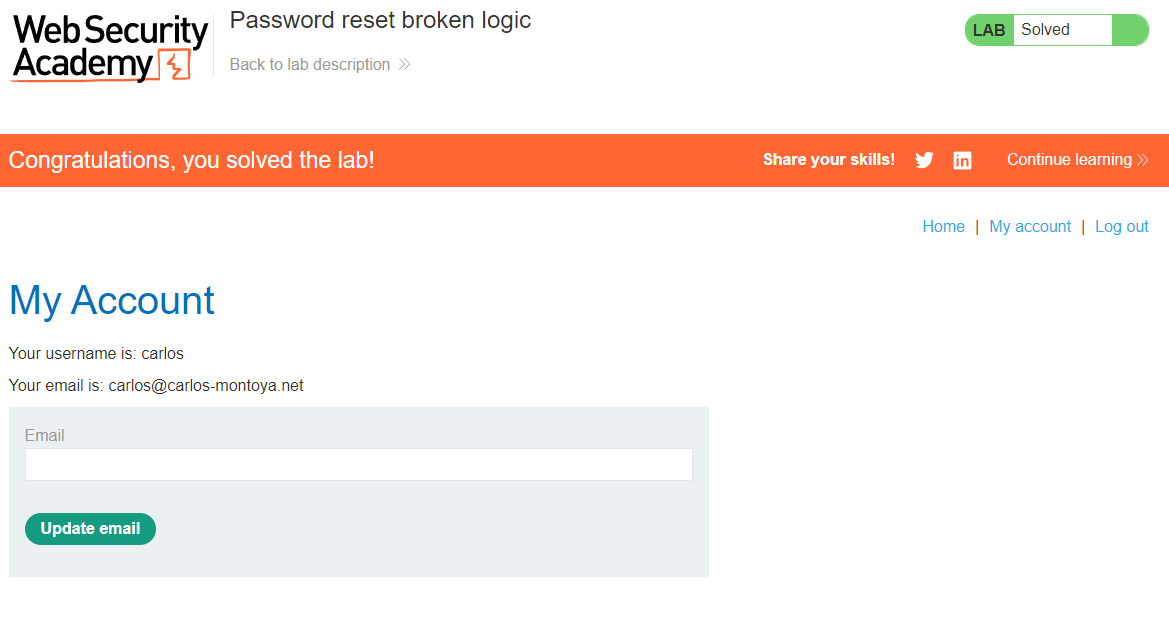 Web Security
Academy
Password reset broken logic
Back to lab description
LAB Solved
Congratulations, you solved the lab!
Share your skills!
Continue learning
Home | My account | Log out
My Account
Your username is: carlos
Your email is: carlos@carlos-montoya.net
Email
Update email